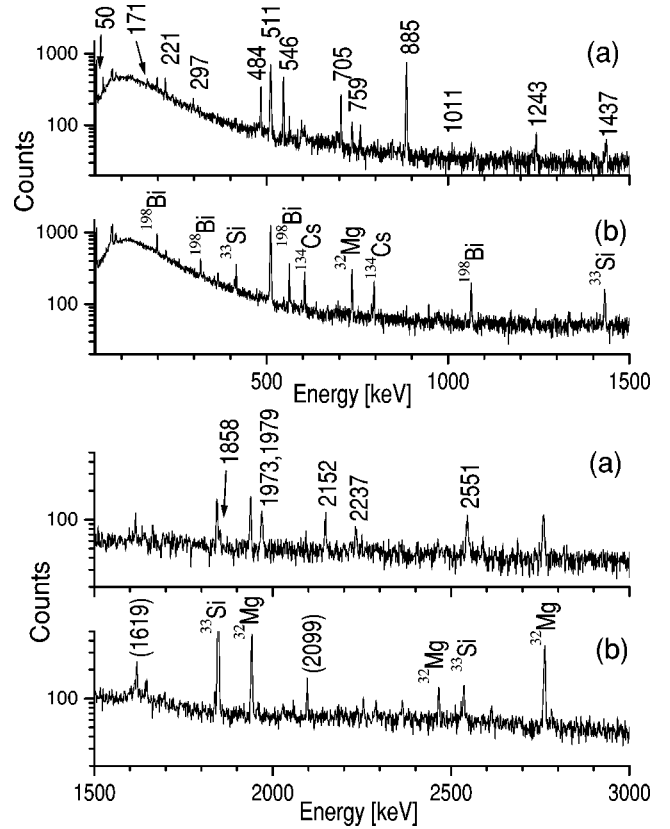 50
171
221
297
484
511
546
705
759
885
1011
1243
1437
(a)
1000
100
Counts
¹⁹⁸Bi
¹⁹⁸Bi
³³Si
¹⁹⁸Bi
¹³⁴Cs
³²Mg
¹³⁴Cs
¹⁹⁸Bi
³³Si
(b)
1000
100
500
1000
1500
Energy [keV]
1858
1973,1979
2152
2237
2551
(a)
100
Counts
(1619)
³³Si
³²Mg
(2099)
³²Mg
³³Si
³²Mg
(b)
100
1500
2000
2500
3000
Energy [keV]